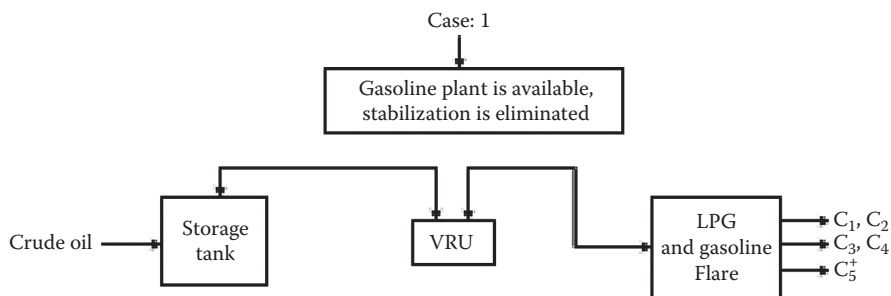 Case: 1
Gasoline plant is available,
stabilization is eliminated
Crude oil
Storage
tank
VRU
LPG
and gasoline
Flare
C₁, C₂
C₃, C₄
C₅⁺